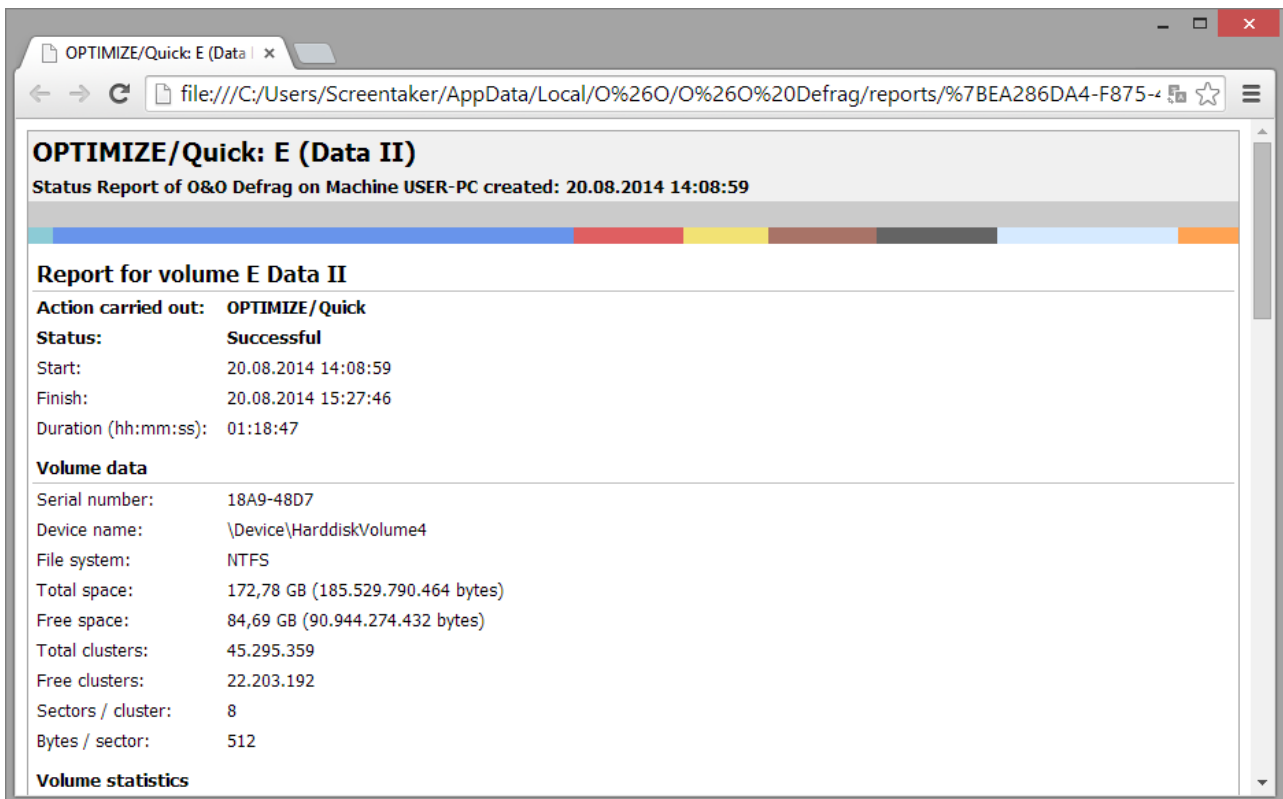 OPTIMIZE/Quick: E (Data
file:///C:/Users/Screentaker/AppData/Local/O%26O/O%26O%20Defrag/reports/%7BEA286DA4-F875-4
OPTIMIZE/Quick: E (Data II)
Status Report of O&O Defrag on Machine USER-PC created: 20.08.2014 14:08:59
Report for volume E Data II
Action carried out: OPTIMIZE/Quick
Status: Successful
Start: 20.08.2014 14:08:59
Finish: 20.08.2014 15:27:46
Duration (hh:mm:ss): 01:18:47
Volume data
Serial number: 18A9-48D7
Device name: \Device\HarddiskVolume4
File system: NTFS
Total space: 172,78 GB (185.529.790.464 bytes)
Free space: 84,69 GB (90.944.274.432 bytes)
Total clusters: 45.295.359
Free clusters: 22.203.192
Sectors / cluster: 8
Bytes / sector: 512
Volume statistics